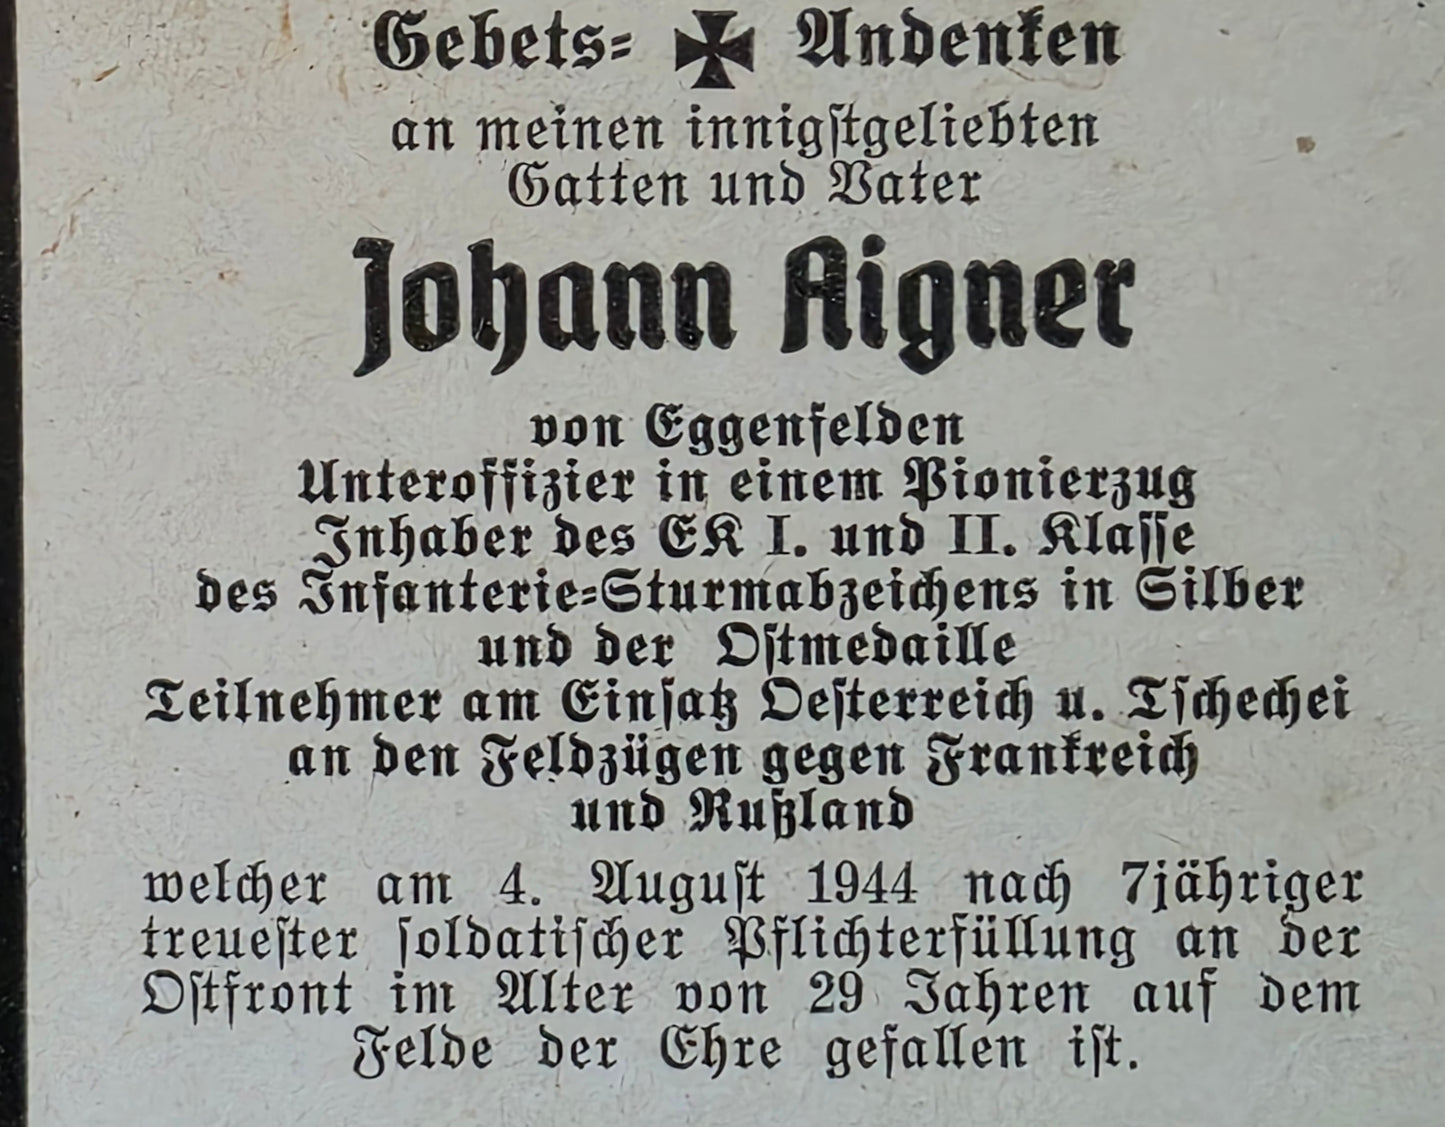 Gebets- Andenken
an meinen innigstgeliebten
Gatten und Vater
Johann Aigner
von Eggenfelden
Unteroffizier in einem Pionierzug
Inhaber des EK I. und II. Klasse
des Infanterie-Sturmabzeichens in Silber
und der Ostmedaille
Teilnehmer am Einsatz Oesterreich u. Tschechei
an den Feldzügen gegen Frankreich
und Rußland
welcher am 4. August 1944 nach 7jähriger
treuester soldatischer Pflichterfüllung an der
Ostfront im Alter von 29 Jahren auf dem
Felde der Ehre gefallen ist.